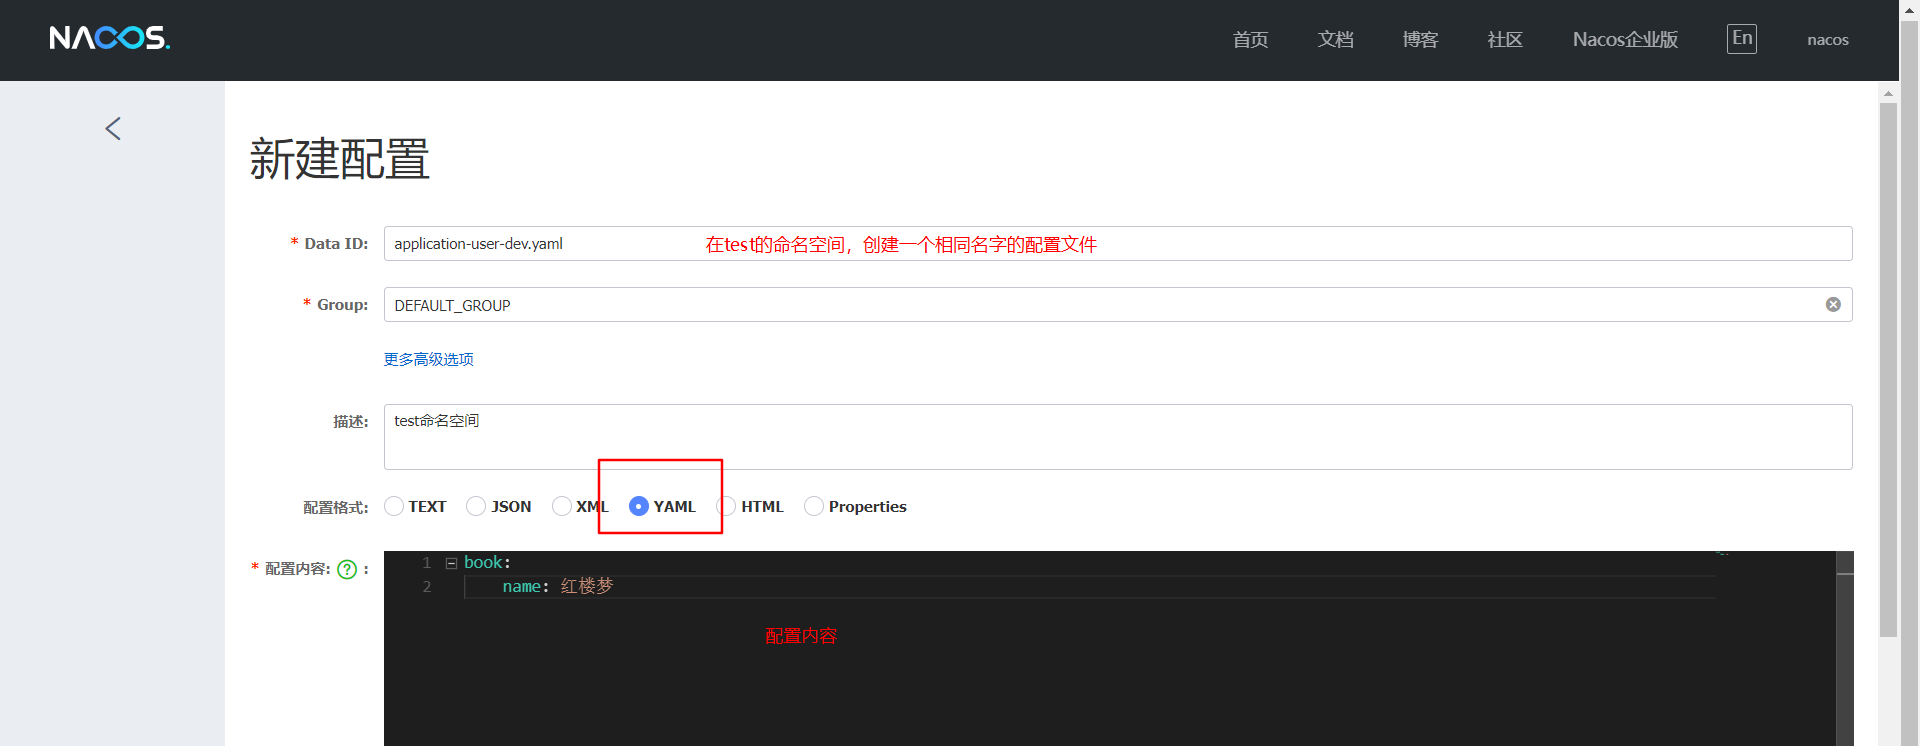 NACOS. 首页 文档 博客 社区 Nacos企业版 En nacos
新建配置
* Data ID: application-user-dev.yaml 在test的命名空间，创建一个相同名字的配置文件
* Group: DEFAULT_GROUP
更多高级选项
描述: test命名空间
配置格式: TEXT JSON XML YAML HTML Properties
* 配置内容: ? : 1 book:
2 name: 红楼梦
配置内容